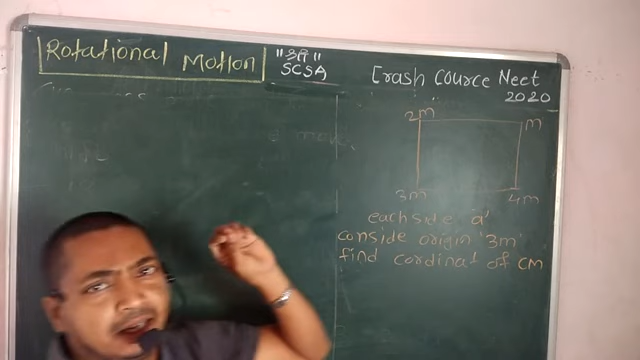 Rotational Motion
"श्री"
SCSA
Crash Cource Neet
2020
2m
m
3m
4m
each side a'
conside origin '3m'
find cordinat of CM